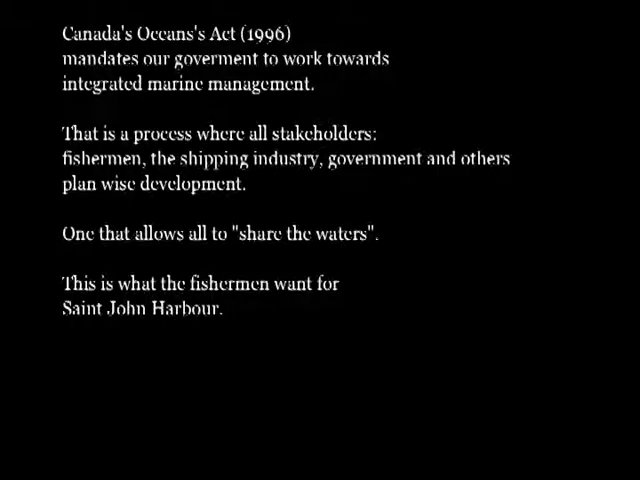 Canada's Oceans's Act (1996)
mandates our goverment to work towards
integrated marine management.
That is a process where all stakeholders:
fishermen, the shipping industry, government and others
plan wise development.
One that allows all to "share the waters".
This is what the fishermen want for
Saint John Harbour.